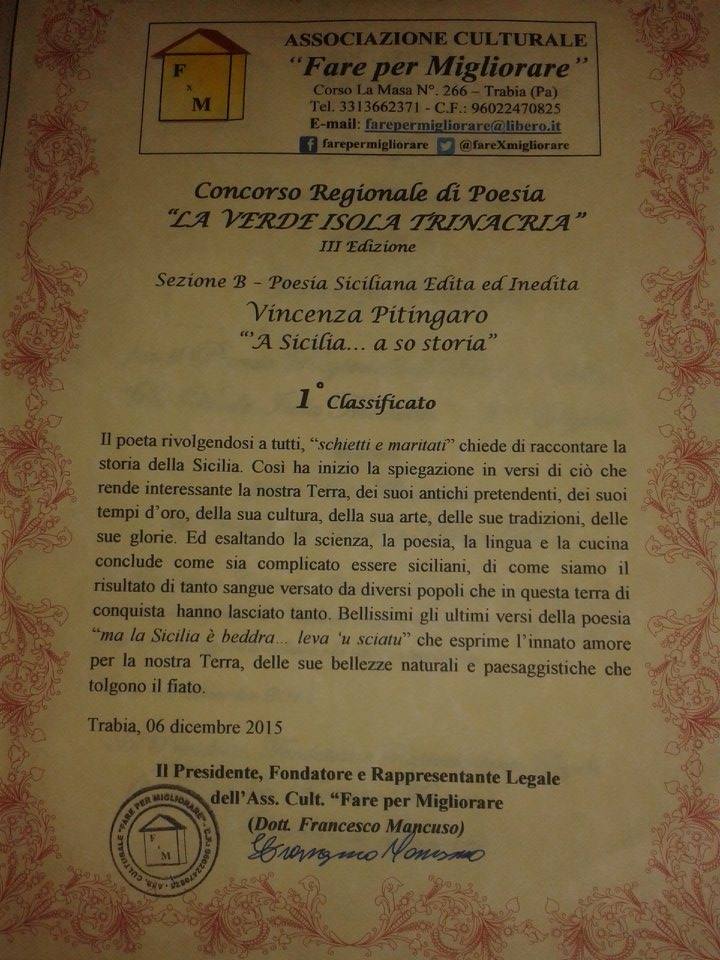 F
x
M
ASSOCIAZIONE CULTURALE
“Fare per Migliorare”
Corso La Masa N°. 266 – Trabia (Pa)
Tel. 3313662371 - C.F.: 96022470825
E-mail: farepermigliorare@libero.it
f farepermigliorare @fareXmigliorare
Concorso Regionale di Poesia
“LA VERDE ISOLA TRINACRIA”
III Edizione
Sezione B – Poesia Siciliana Edita ed Inedita
Vincenza Pitingaro
“'A Sicilia... a so storia”
1° Classificato
Il poeta rivolgendosi a tutti, “schietti e maritati” chiede di raccontare la
storia della Sicilia. Così ha inizio la spiegazione in versi di ciò che
rende interessante la nostra Terra, dei suoi antichi pretendenti, dei suoi
tempi d’oro, della sua cultura, della sua arte, delle sue tradizioni, delle
sue glorie. Ed esaltando la scienza, la poesia, la lingua e la cucina
conclude come sia complicato essere siciliani, di come siamo il
risultato di tanto sangue versato da diversi popoli che in questa terra di
conquista hanno lasciato tanto. Bellissimi gli ultimi versi della poesia
“ma la Sicilia è beddra... leva ‘u sciatu” che esprime l’innato amore
per la nostra Terra, delle sue bellezze naturali e paesaggistiche che
tolgono il fiato.
Trabia, 06 dicembre 2015
Il Presidente, Fondatore e Rappresentante Legale
dell’Ass. Cult. “Fare per Migliorare
(Dott. Francesco Mancuso)
Francesco Mancuso
ASS. CULTURALE "FARE PER MIGLIORARE" - C.F. 96022470825
F
x
M